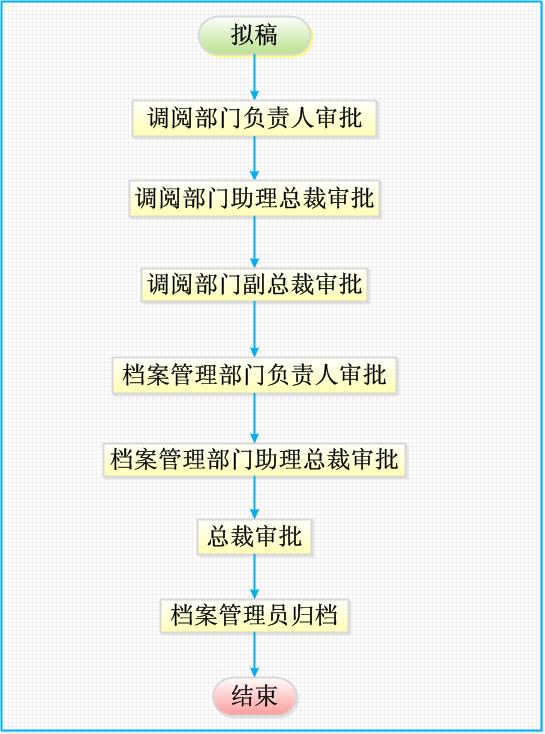 拟稿
调阅部门负责人审批
调阅部门助理总裁审批
调阅部门副总裁审批
档案管理部门负责人审批
档案管理部门助理总裁审批
总裁审批
档案管理员归档
结束